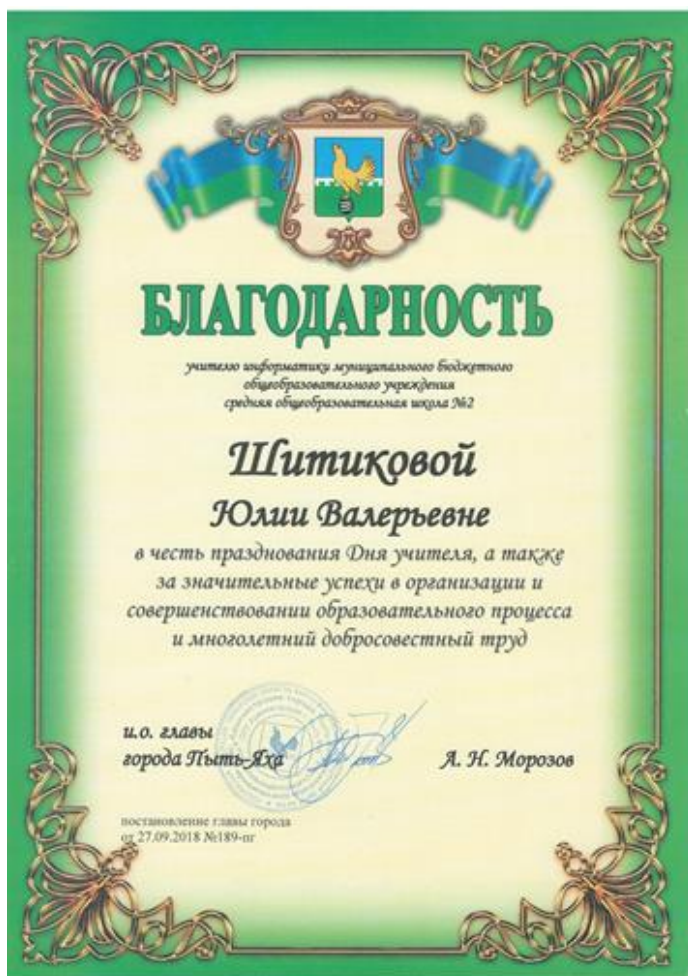 БЛАГОДАРНОСТЬ
учителю информатики муниципального бюджетного
общеобразовательного учреждения
средняя общеобразовательная школа №2
Шитиковой
Юлии Валерьевне
в честь празднования Дня учителя, а также
за значительные успехи в организации и
совершенствовании образовательного процесса
и многолетний добросовестный труд
и.о. главы
города Пыть-Яха А. Н. Морозов
постановление главы города
от 27.09.2018 №189-пг